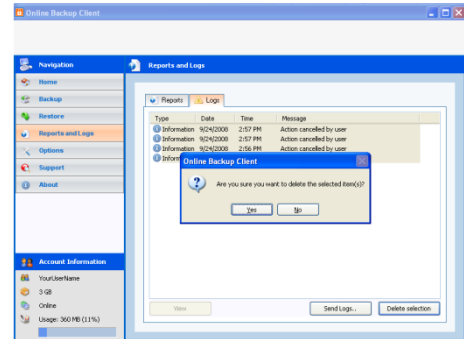 Online Backup Client
Navigation
Reports and Logs
Home
Backup
Restore
Reports and Logs
Options
Support
About
Reports
Logs
Type Date Time Message
Information 9/24/2008 2:57 PM Action cancelled by user
Information 9/24/2008 2:57 PM Action cancelled by user
Information 9/24/2008 2:56 PM Action cancelled by user
Online Backup Client
Are you sure you want to delete the selected item(s)?
Yes No
Account Information
YourUserName
3 GB
Online
Usage: 360 MB (11%)
View
Send Logs..
Delete selection